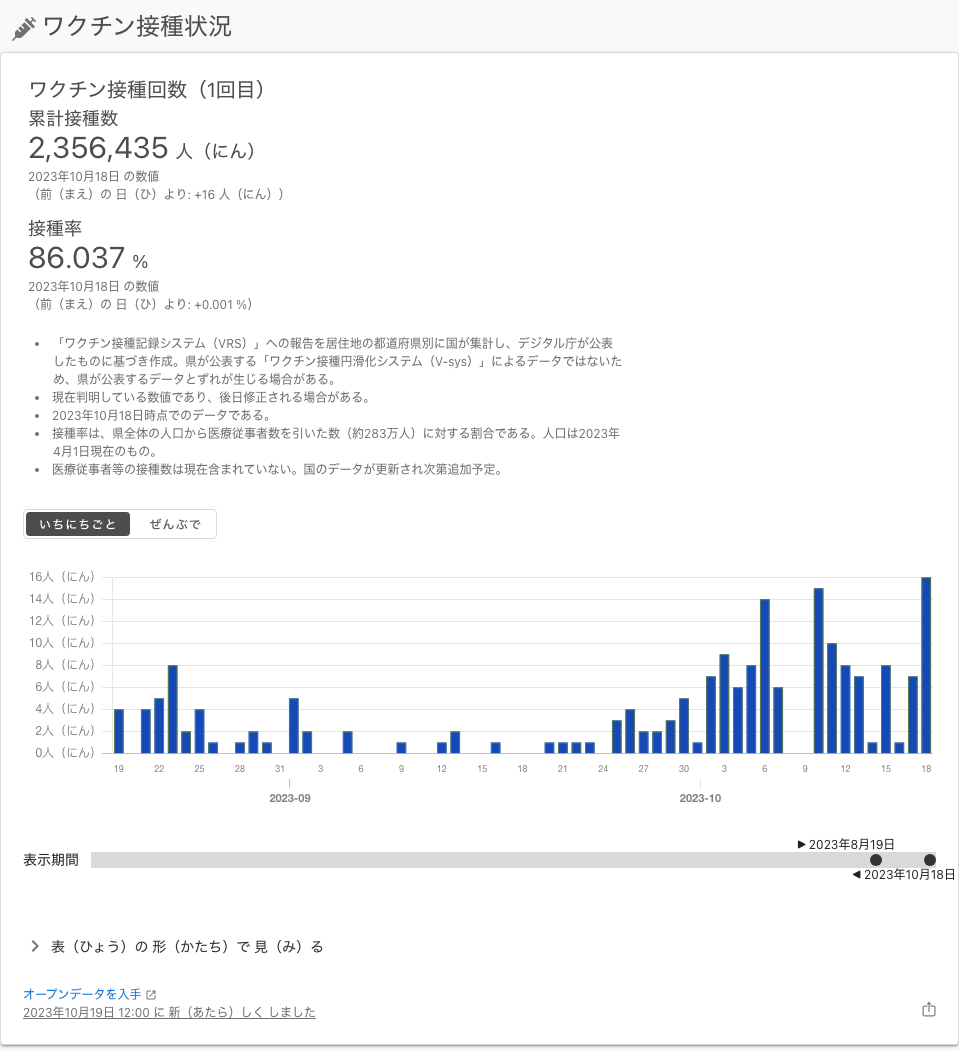 ワクチン接種状況
ワクチン接種回数（1回目）
累計接種数
2,356,435 人（にん）
2023年10月18日 の数値
（前（まえ）の 日（ひ）より: +16 人（にん））
接種率
86.037 %
2023年10月18日 の数値
（前（まえ）の 日（ひ）より: +0.001 %）
• 「ワクチン接種記録システム（VRS）」への報告を居住地の都道府県別に国が集計し、デジタル庁が公表
したものに基づき作成。県が公表する「ワクチン接種円滑化システム（V-sys）」によるデータではないた
め、県が公表するデータとずれが生じる場合がある。
• 現在判明している数値であり、後日修正される場合がある。
• 2023年10月18日時点でのデータである。
• 接種率は、県全体の人口から医療従事者数を引いた数（約283万人）に対する割合である。人口は2023年
4月1日現在のもの。
• 医療従事者等の接種数は現在含まれていない。国のデータが更新され次第追加予定。
いちにちごと ぜんぶで
16人（にん）
14人（にん）
12人（にん）
10人（にん）
8人（にん）
6人（にん）
4人（にん）
2人（にん）
0人（にん）
19 22 25 28 31 3 6 9 12 15 18 21 24 27 30 3 6 9 12 15 18
2023-09 2023-10
▶ 2023年8月19日
表示期間
◀ 2023年10月18日
表（ひょう）の 形（かたち）で 見（み）る
オープンデータを入手
2023年10月19日 12:00 に 新（あたら）しく しました